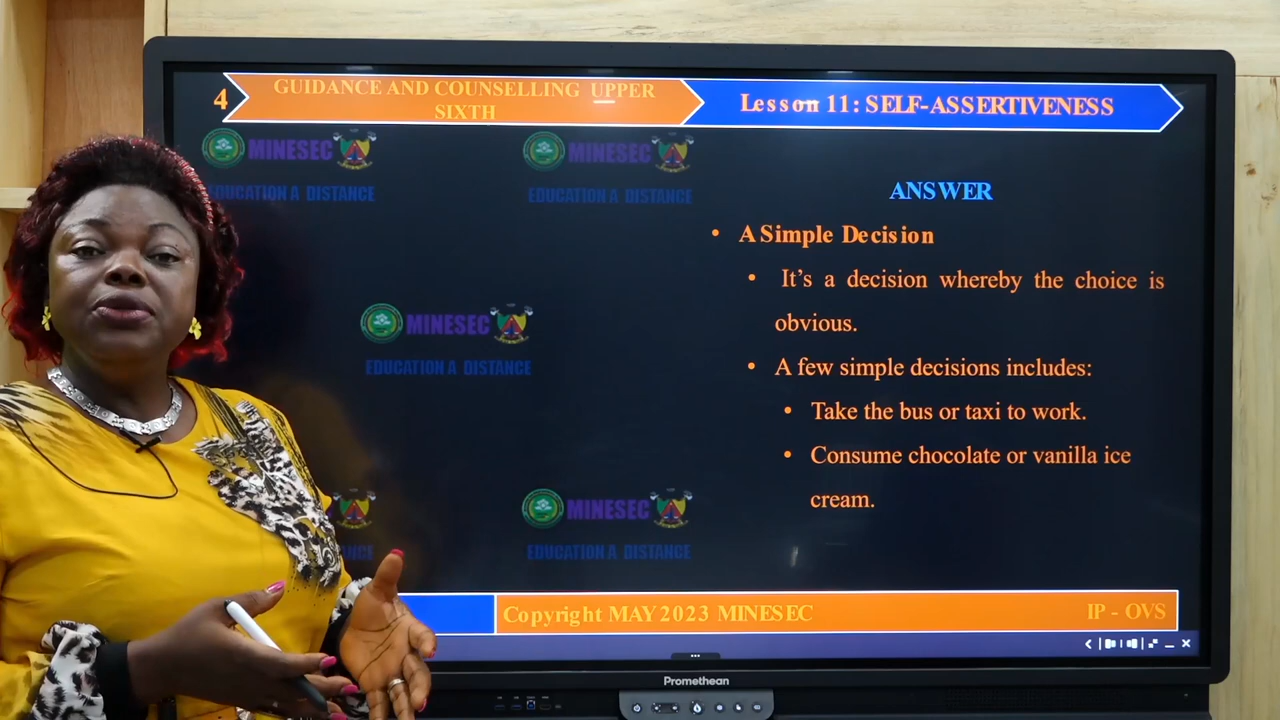 4
GUIDANCE AND COUNSELLING UPPER
SIXTH
Lesson 11: SELF-ASSERTIVENESS
MINESEC
EDUCATION A DISTANCE
MINESEC
EDUCATION A DISTANCE
ANSWER
• A Simple Decision
• It's a decision whereby the choice is
obvious.
MINESEC
EDUCATION A DISTANCE
• A few simple decisions includes:
• Take the bus or taxi to work.
• Consume chocolate or vanilla ice
cream.
MINESEC
EDUCATION A DISTANCE
Copyright MAY 2023 MINESEC
IP - OVS
Promethean